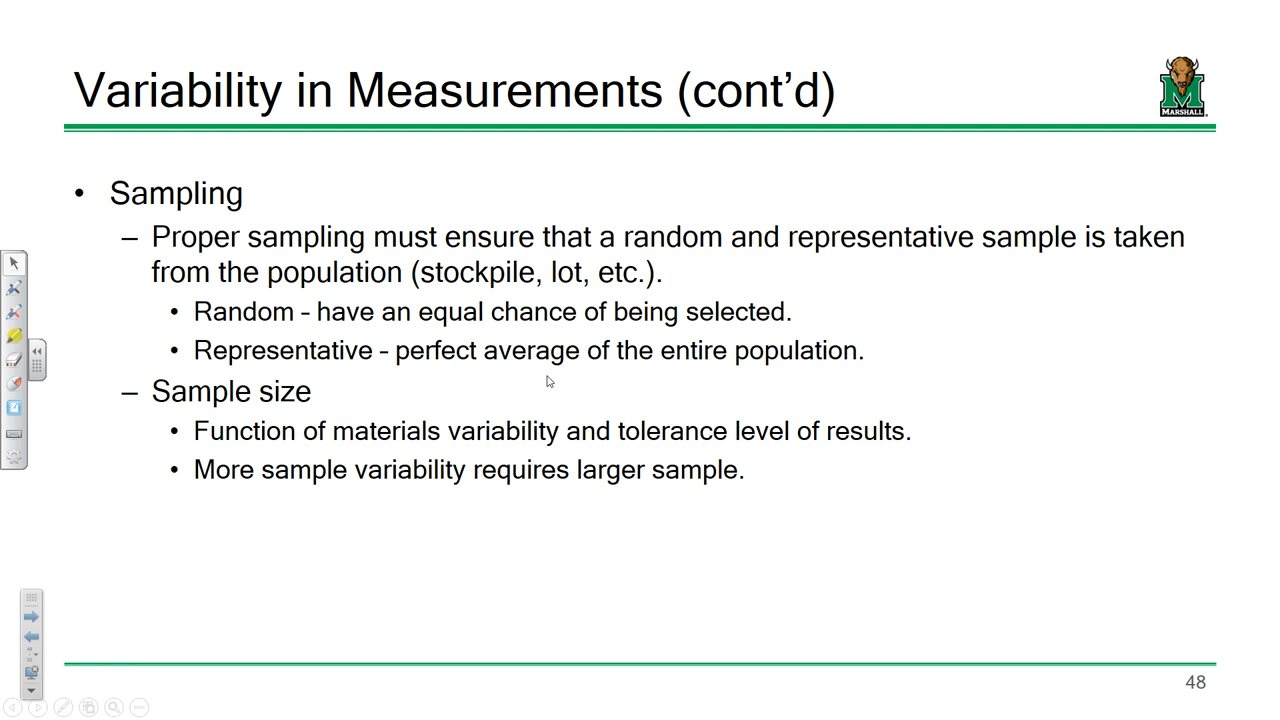 Variability in Measurements (cont’d)
MARSHALL
• Sampling
– Proper sampling must ensure that a random and representative sample is taken
from the population (stockpile, lot, etc.).
• Random - have an equal chance of being selected.
• Representative - perfect average of the entire population.
– Sample size
• Function of materials variability and tolerance level of results.
• More sample variability requires larger sample.
48